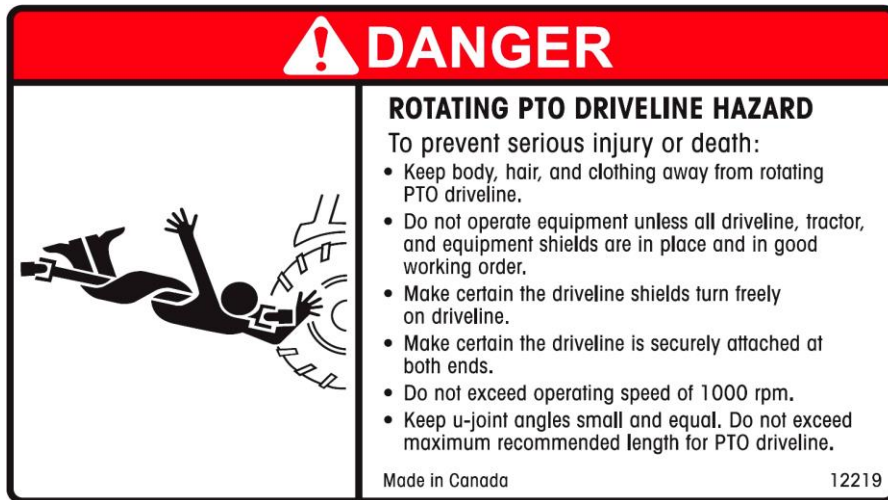 DANGER
ROTATING PTO DRIVELINE HAZARD
To prevent serious injury or death:
• Keep body, hair, and clothing away from rotating
PTO driveline.
• Do not operate equipment unless all driveline, tractor,
and equipment shields are in place and in good
working order.
• Make certain the driveline shields turn freely
on driveline.
• Make certain the driveline is securely attached at
both ends.
• Do not exceed operating speed of 1000 rpm.
• Keep u-joint angles small and equal. Do not exceed
maximum recommended length for PTO driveline.
Made in Canada 12219